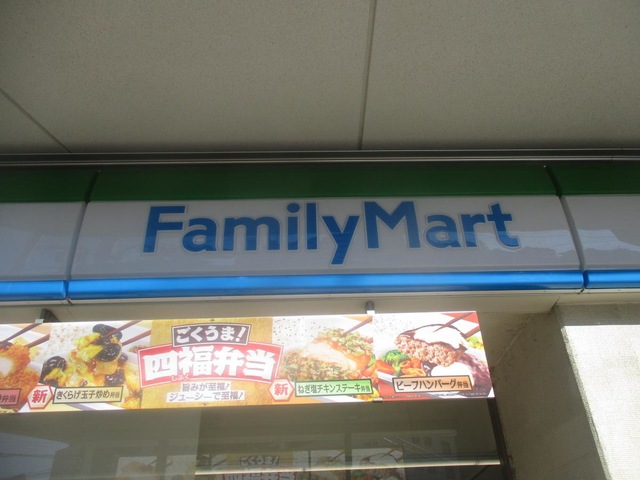 FamilyMart
ごくうま!
四福弁当
旨みが至福!
ジューシーで至福!
新
きくらげ玉子炒め弁当
新
ねぎ塩チキンステーキ弁当
ビーフハンバーグ弁当